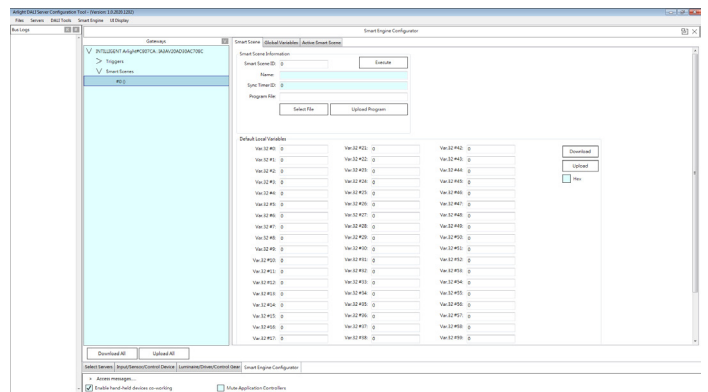 Arlight DALI Server Configuration Tool - (Version: 1.0.2020.1202)
Files Servers DALI Tools Smart Engine UI Display
Bus Logs
Gateways
Smart Engine Configurator
INTELLIGENT Arlight
Triggers
Smart Scenes
#0 ()
Smart Scene Global Variables Active Smart Scene
Smart Scene Information
Smart Scene ID: 0 Execute
Name:
Sync Timer ID: 0
Program File:
Select File Upload Program
Default Local Variables
Var.32 #0: 0 Var.32 #21: 0 Var.32 #42: 0 Download
Var.32 #1: 0 Var.32 #22: 0 Var.32 #43: 0 Upload
Var.32 #2: 0 Var.32 #23: 0 Var.32 #44: 0 Hex
Var.32 #3: 0 Var.32 #24: 0 Var.32 #45: 0
Var.32 #4: 0 Var.32 #25: 0 Var.32 #46: 0
Var.32 #5: 0 Var.32 #26: 0 Var.32 #47: 0
Var.32 #6: 0 Var.32 #27: 0 Var.32 #48: 0
Var.32 #7: 0 Var.32 #28: 0 Var.32 #49: 0
Var.32 #8: 0 Var.32 #29: 0 Var.32 #50: 0
Var.32 #9: 0 Var.32 #30: 0 Var.32 #51: 0
Var.32 #10: 0 Var.32 #31: 0 Var.32 #52: 0
Var.32 #11: 0 Var.32 #32: 0 Var.32 #53: 0
Var.32 #12: 0 Var.32 #33: 0 Var.32 #54: 0
Var.32 #13: 0 Var.32 #34: 0 Var.32 #55: 0
Var.32 #14: 0 Var.32 #35: 0 Var.32 #56: 0
Var.32 #15: 0 Var.32 #36: 0 Var.32 #57: 0
Var.32 #16: 0 Var.32 #37: 0 Var.32 #58: 0
Var.32 #17: 0 Var.32 #38: 0 Var.32 #59: 0
Download All Upload All
Select Servers Input/Sensor/Control Device Luminaire/Driver/Control Gear Smart Engine Configurator
Access messages...
Enable hand-held devices co-working Mute Application Controllers